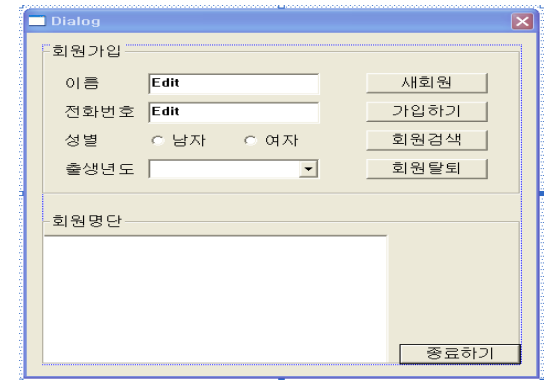 Dialog
회원가입
이름 Edit 새회원
전화번호 Edit 가입하기
성별 남자 여자 회원검색
출생년도 회원탈퇴
회원명단
종료하기